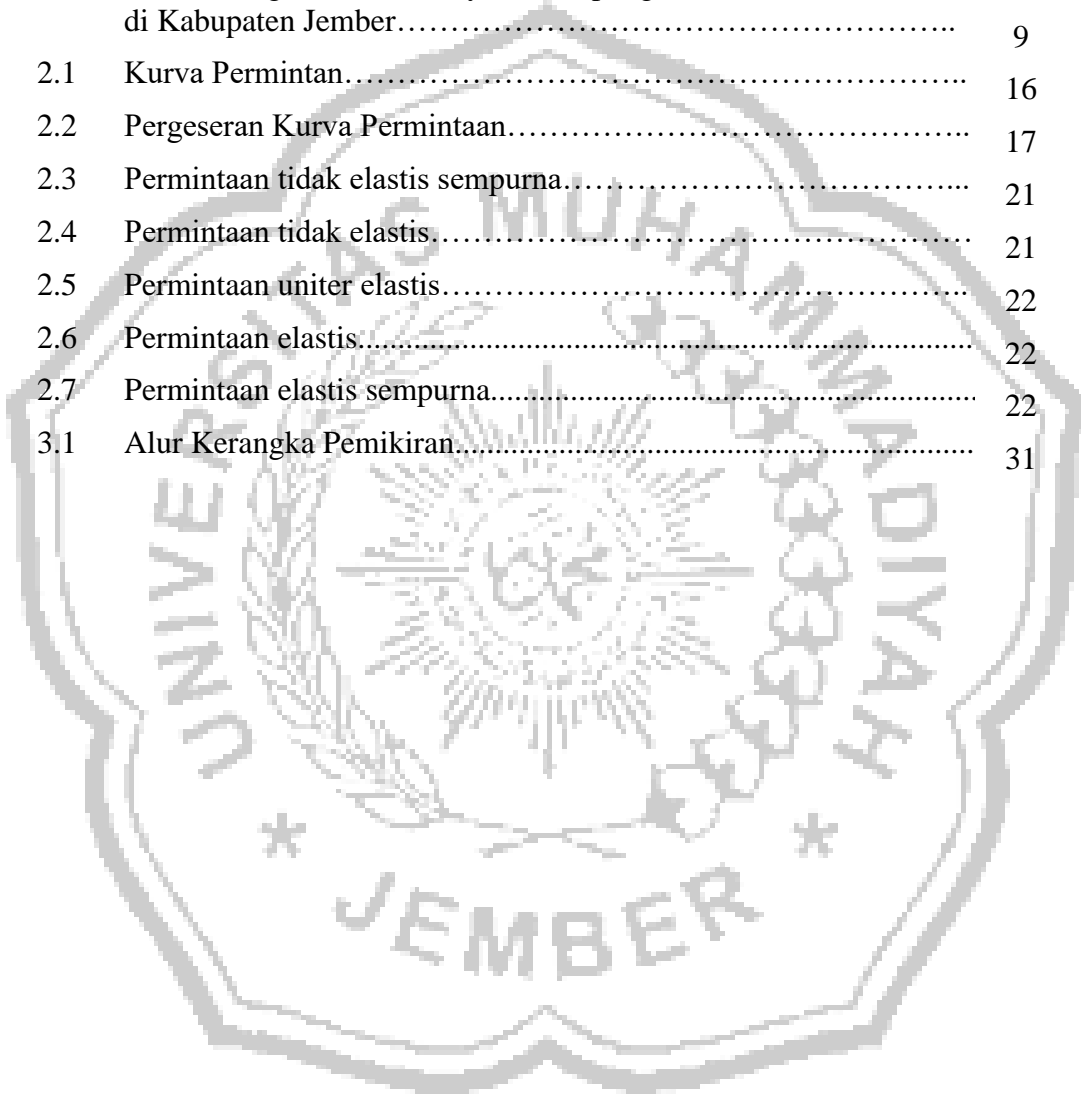 di Kabupaten Jember…………………………………………….. 9
2.1 Kurva Permintan………………………………………………….. 16
2.2 Pergeseran Kurva Permintaan…………………………………….. 17
2.3 Permintaan tidak elastis sempurna………………………………... 21
2.4 Permintaan tidak elastis…………………………………………… 21
2.5 Permintaan uniter elastis………………………………………….. 22
2.6 Permintaan elastis.............................................................................. 22
2.7 Permintaan elastis sempurna............................................................. 22
3.1 Alur Kerangka Pemikiran.................................................................. 31
UNIVERSITAS MUHAMMADIYAH
* JEMBER *